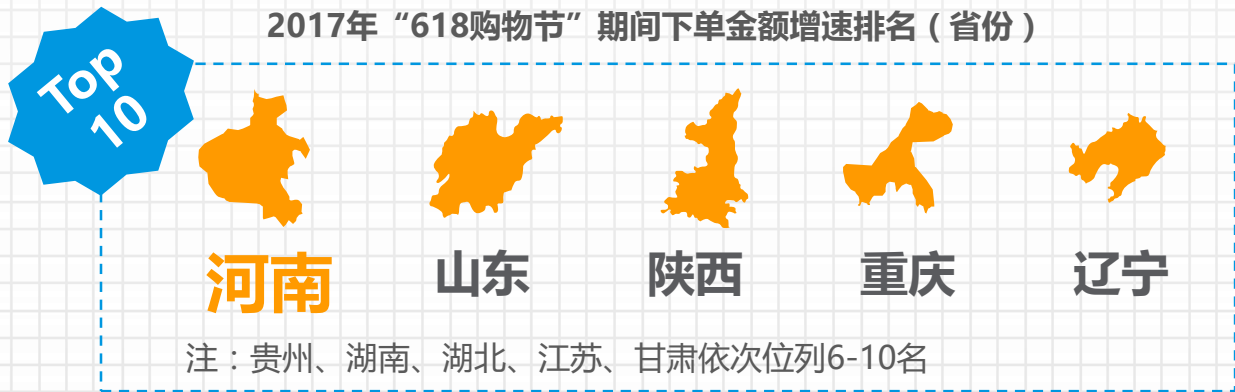 2017年“618购物节”期间下单金额增速排名（省份）
Top
10
河南 山东 陕西 重庆 辽宁
注：贵州、湖南、湖北、江苏、甘肃依次位列6-10名